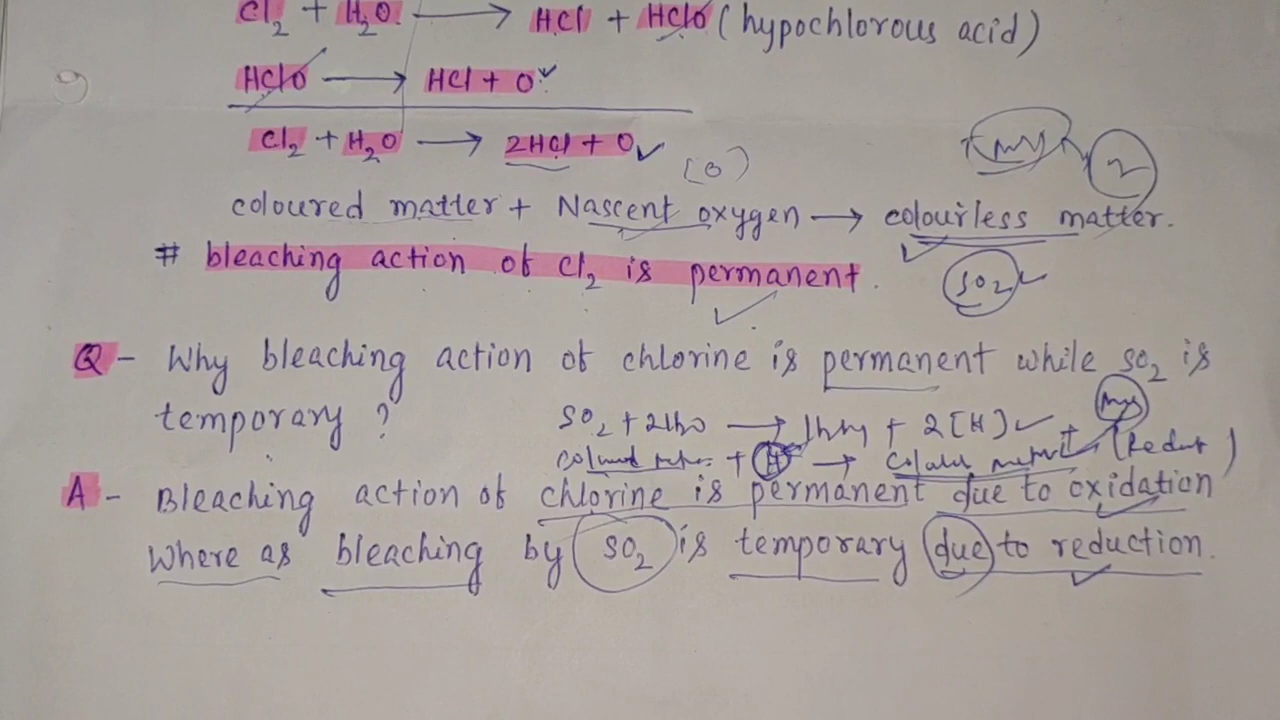 Cl₂ + H₂O ⟶ HCl + HClO (hypochlorous acid)
HClO ⟶ HCl + O
Cl₂ + H₂O ⟶ 2HCl + O
[O]
coloured matter + Nascent oxygen ⟶ colourless matter.
# bleaching action of Cl₂ is permanent.
SO₂
Q - Why bleaching action of chlorine is permanent while SO₂ is
temporary ?
SO₂ + 2H₂O ⟶ + 2[H]
+ H ⟶
A - Bleaching action of chlorine is permanent due to oxidation
Where as bleaching by SO₂ is temporary due to reduction.